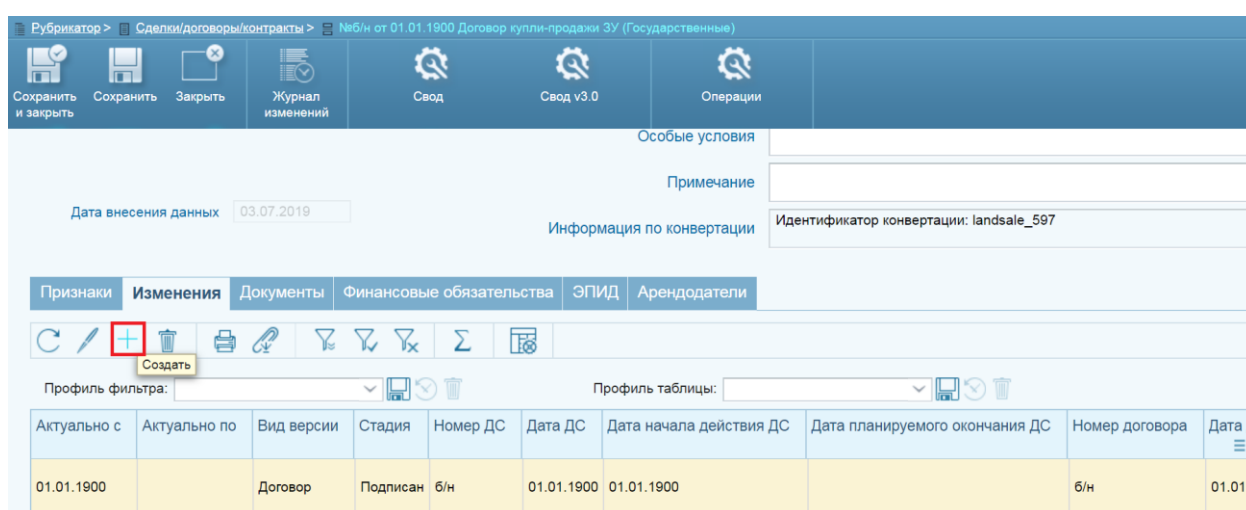 Рубрикатор > Сделки/договоры/контракты > №б/н от 01.01.1900 Договор купли-продажи ЗУ (Государственные)
Сохранить и закрыть
Сохранить
Закрыть
Журнал изменений
Свод
Свод v3.0
Операции
Особые условия
Примечание
Дата внесения данных 03.07.2019
Информация по конвертации Идентификатор конвертации: landsale_597
Признаки Изменения Документы Финансовые обязательства ЭПИД Арендодатели
Создать
Профиль фильтра: Профиль таблицы:
Актуально с Актуально по Вид версии Стадия Номер ДС Дата ДС Дата начала действия ДС Дата планируемого окончания ДС Номер договора Дата
01.01.1900 Договор Подписан б/н 01.01.1900 01.01.1900 б/н 01.01